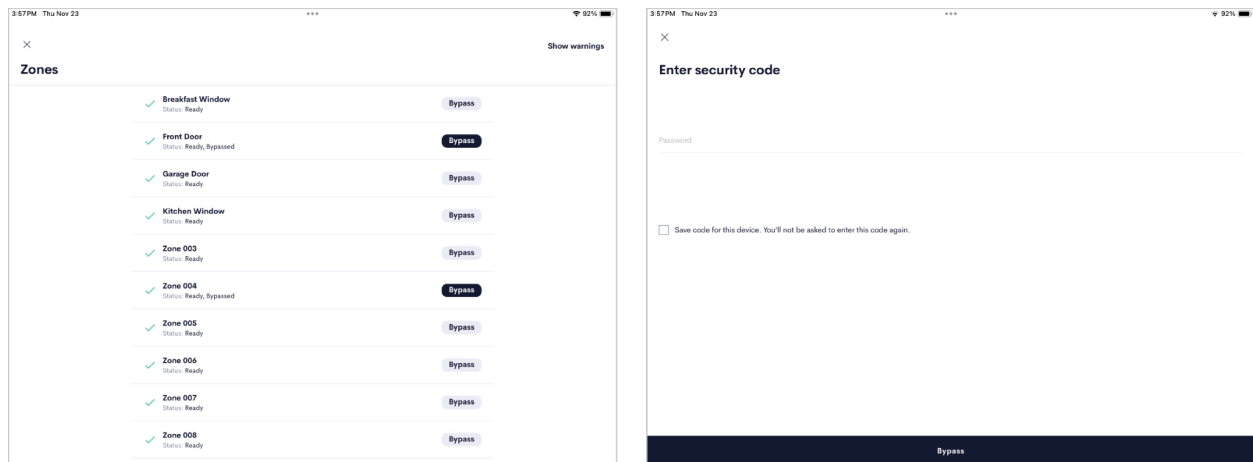 3:57PM Thu Nov 23
92%
Show warnings
Zones
Breakfast Window
Status: Ready
Bypass
Front Door
Status: Ready, Bypassed
Bypass
Garage Door
Status: Ready
Bypass
Kitchen Window
Status: Ready
Bypass
Zone 003
Status: Ready
Bypass
Zone 004
Status: Ready, Bypassed
Bypass
Zone 005
Status: Ready
Bypass
Zone 006
Status: Ready
Bypass
Zone 007
Status: Ready
Bypass
Zone 008
Status: Ready
Bypass
3:57PM Thu Nov 23
92%
Enter security code
Password
Save code for this device. You'll not be asked to enter this code again.
Bypass